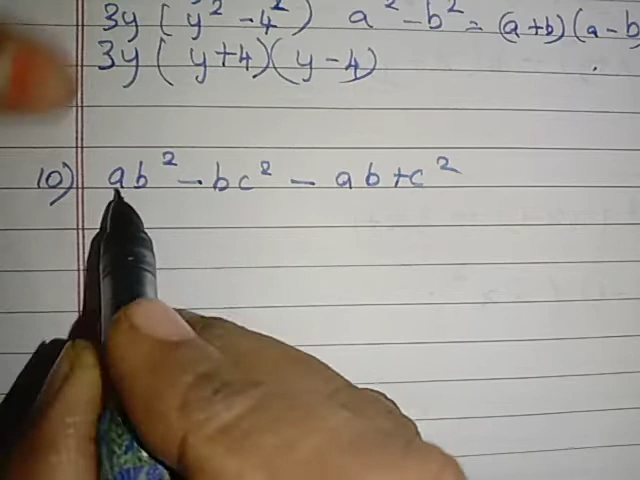 3y ( y² - 4² ) a² - b² = (a+b)(a-b
3y ( y+4)(y-4)
10) ab² - bc² - ab + c²